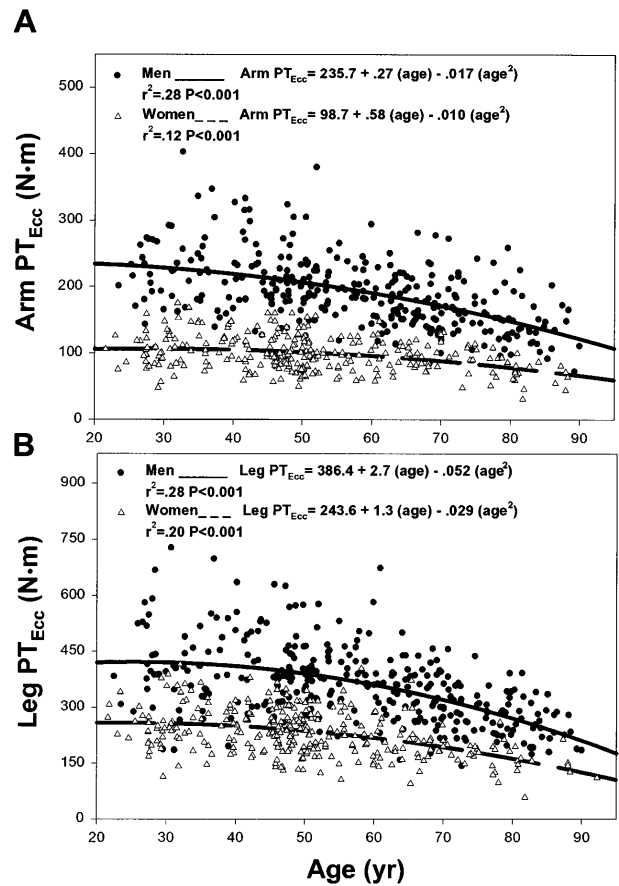 A
Men ______ Arm PT_Ecc= 235.7 + .27 (age) - .017 (age²)
r²=.28 P<0.001
Women_ _ _ Arm PT_Ecc= 98.7 + .58 (age) - .010 (age²)
r²=.12 P<0.001
Arm PT_Ecc (N·m)
500
400
300
200
100
0
20 30 40 50 60 70 80 90
B
Men ______ Leg PT_Ecc= 386.4 + 2.7 (age) - .052 (age²)
r²=.28 P<0.001
Women_ _ _ Leg PT_Ecc= 243.6 + 1.3 (age) - .029 (age²)
r²=.20 P<0.001
Leg PT_Ecc (N·m)
900
750
600
450
300
150
0
20 30 40 50 60 70 80 90
Age (yr)